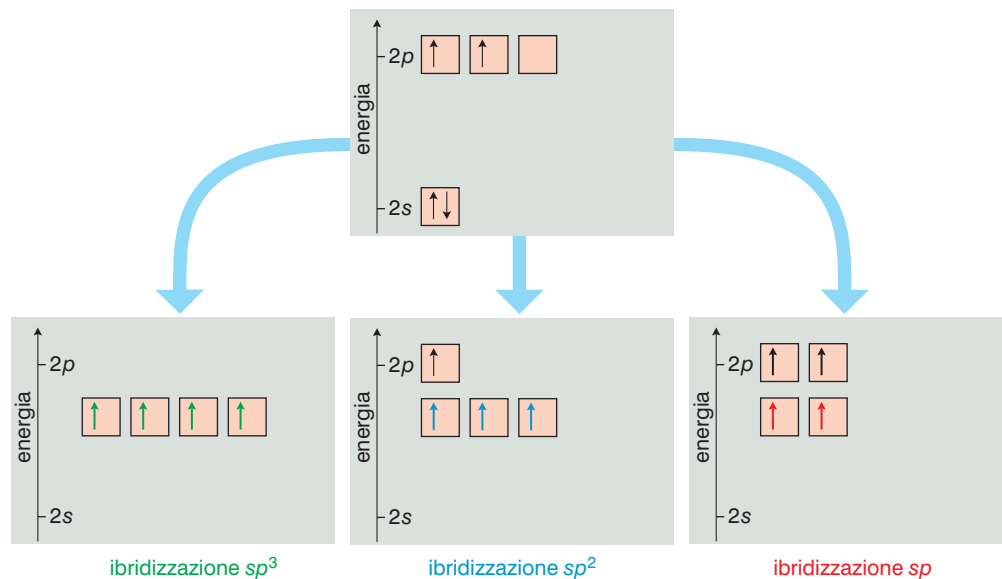 2p
energia
2s
2p
energia
2s
ibridizzazione sp³
2p
energia
2s
ibridizzazione sp²
2p
energia
2s
ibridizzazione sp